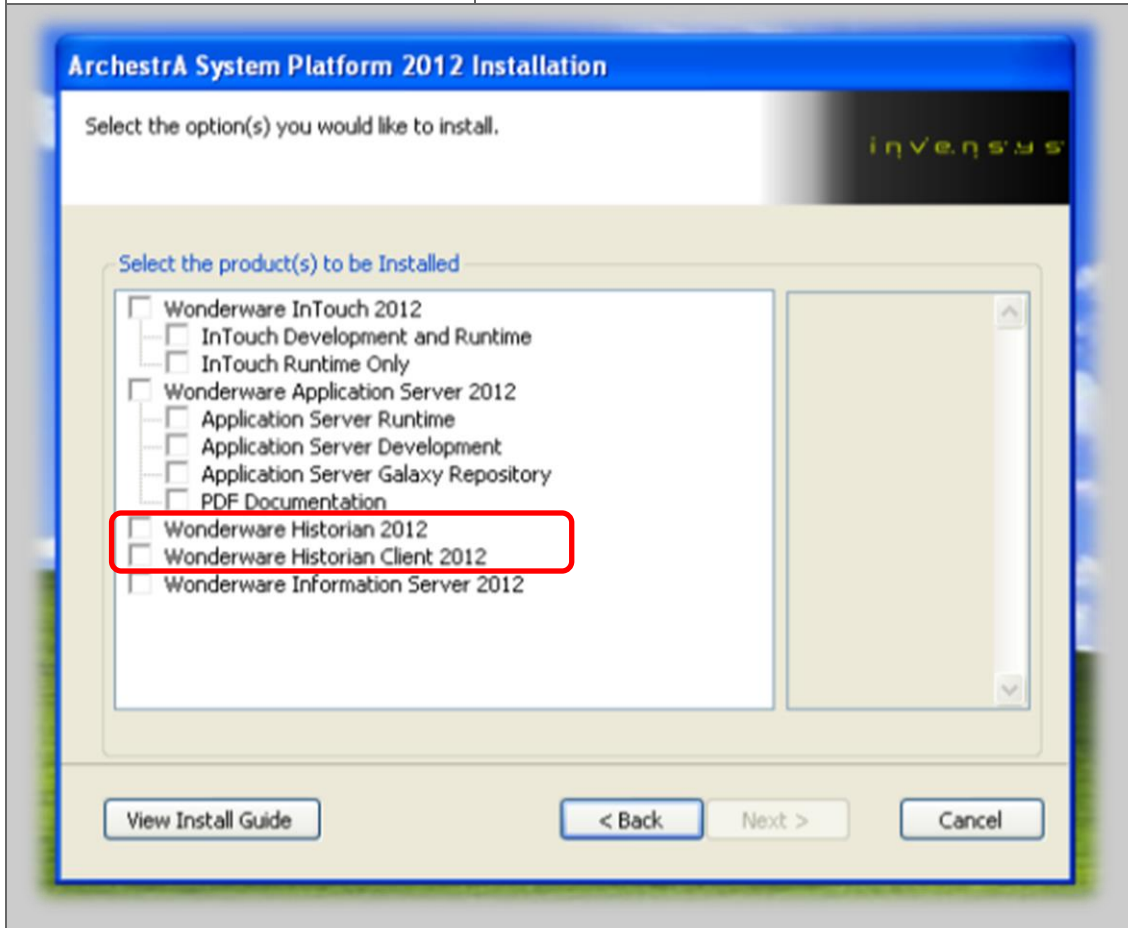 ArchestrA System Platform 2012 Installation
Select the option(s) you would like to install.
invensys
Select the product(s) to be Installed
Wonderware InTouch 2012
InTouch Development and Runtime
InTouch Runtime Only
Wonderware Application Server 2012
Application Server Runtime
Application Server Development
Application Server Galaxy Repository
PDF Documentation
Wonderware Historian 2012
Wonderware Historian Client 2012
Wonderware Information Server 2012
View Install Guide
< Back
Next >
Cancel